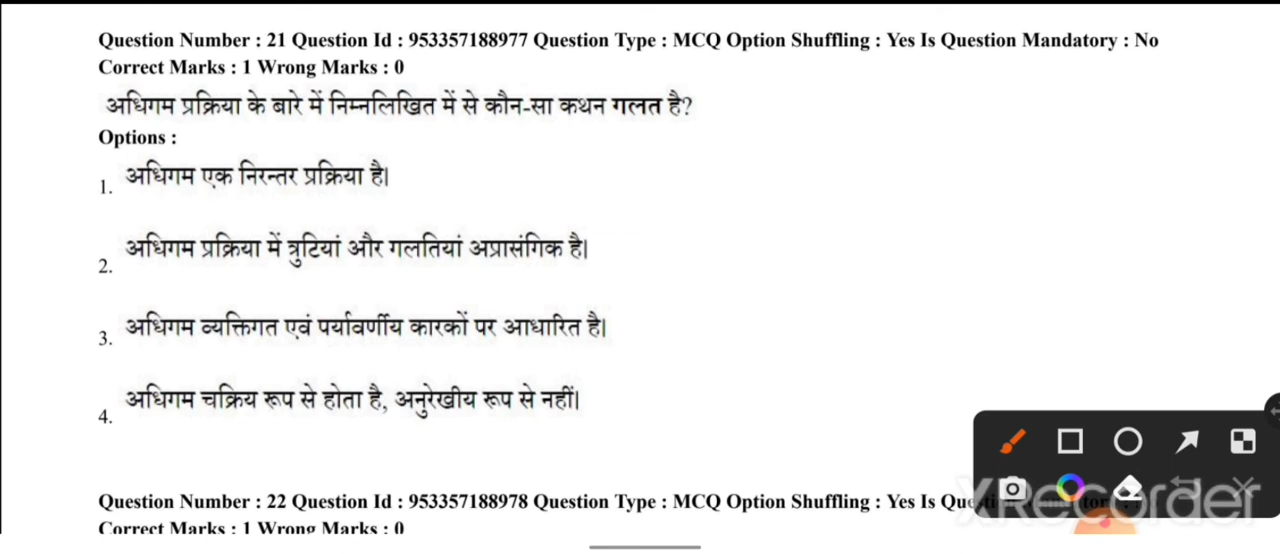 Question Number : 21 Question Id : 953357188977 Question Type : MCQ Option Shuffling : Yes Is Question Mandatory : No
Correct Marks : 1 Wrong Marks : 0
अधिगम प्रक्रिया के बारे में निम्नलिखित में से कौन-सा कथन गलत है?
Options :
1. अधिगम एक निरन्तर प्रक्रिया है।
2. अधिगम प्रक्रिया में त्रुटियां और गलतियां अप्रासंगिक है।
3. अधिगम व्यक्तिगत एवं पर्यावर्णीय कारकों पर आधारित है।
4. अधिगम चक्रिय रूप से होता है, अनुरेखीय रूप से नहीं।
Question Number : 22 Question Id : 953357188978 Question Type : MCQ Option Shuffling : Yes Is
XRecorder
Correct Marks : 1 Wrong Marks : 0